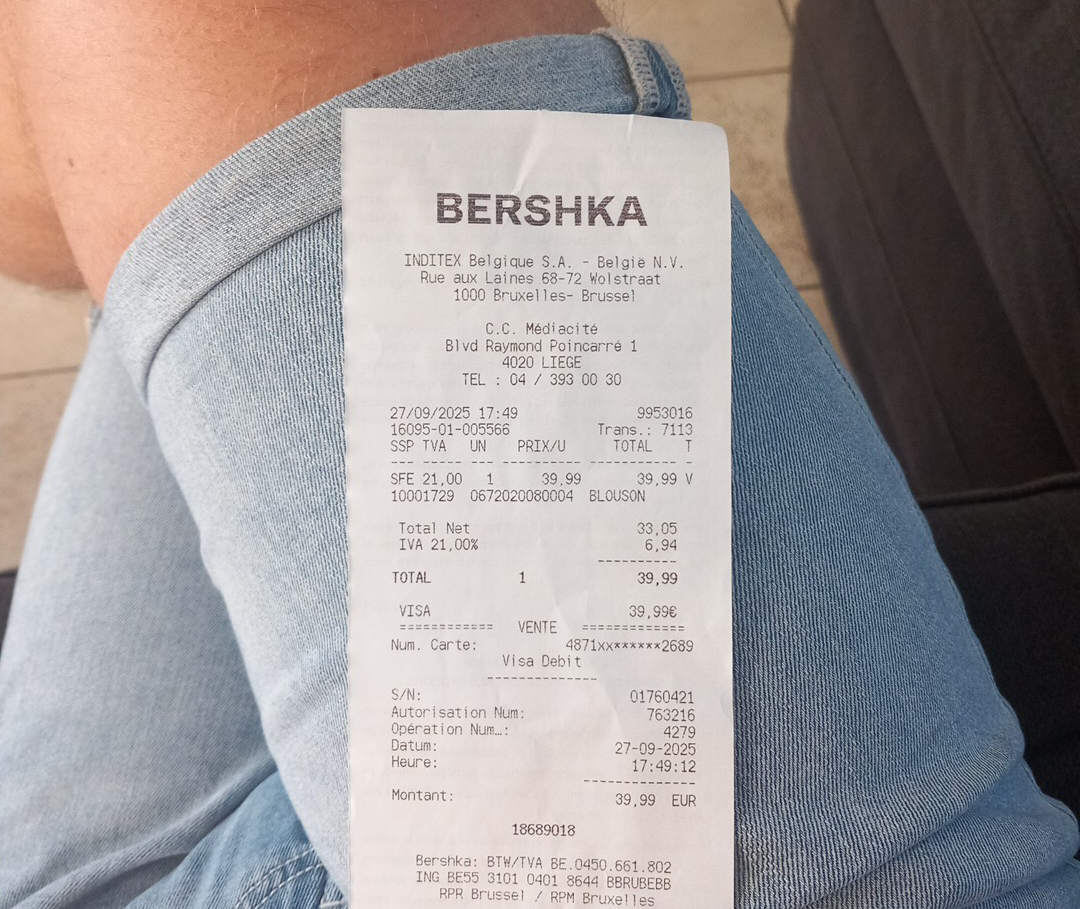 BERSHKA
INDITEX Belgique S.A. - België N.V.
Rue aux Laines 68-72 Wolstraat
1000 Bruxelles- Brussel
C.C. Médiacité
Blvd Raymond Poincarré 1
4020 LIEGE
TEL : 04 / 393 00 30
27/09/2025 17:49 9953016
16095-01-005566 Trans.: 7113
SSP TVA UN PRIX/U TOTAL T
--- ----- -- ---------- ---------- -
SFE 21,00 1 39,99 39,99 V
10001729 0672020080004 BLOUSON
Total Net 33,05
IVA 21,00% 6,94
----------
TOTAL 1 39,99
VISA 39,99€
============ VENTE =============
Num. Carte: 4871xx******2689
Visa Debit
--------------
S/N: 01760421
Autorisation Num: 763216
Opération Num…: 4279
Datum: 27-09-2025
Heure: 17:49:12
--------------
Montant: 39,99 EUR
18689018
Bershka: BTW/TVA BE.0450.661.802
ING BE55 3101 0401 8644 BBRUBEBB
RPR Brussel / RPM Bruxelles